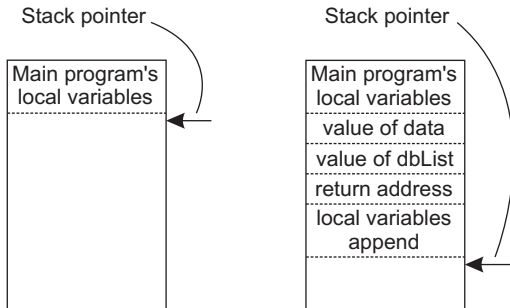 Stack pointer
Main program's
local variables
Stack pointer
Main program's
local variables
value of data
value of dbList
return address
local variables
append